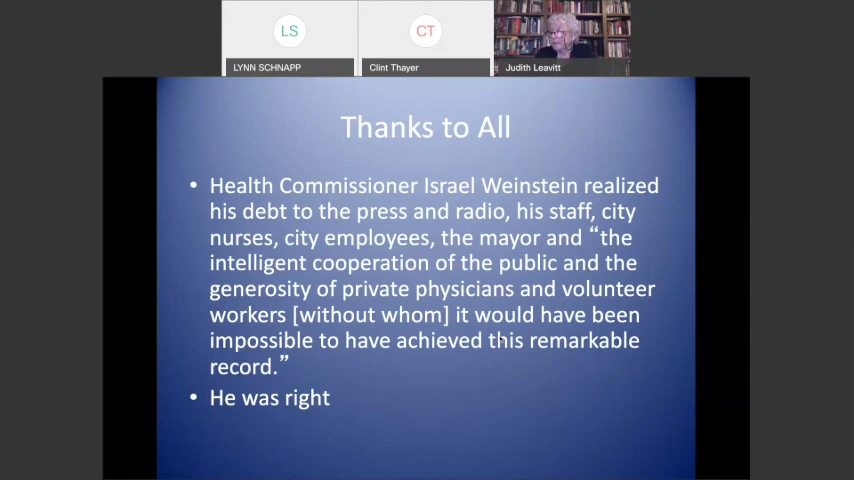 LS
CT
LYNN SCHNAPP
Clint Thayer
Judith Leavitt
Thanks to All
• Health Commissioner Israel Weinstein realized
his debt to the press and radio, his staff, city
nurses, city employees, the mayor and “the
intelligent cooperation of the public and the
generosity of private physicians and volunteer
workers [without whom] it would have been
impossible to have achieved this remarkable
record.”
• He was right